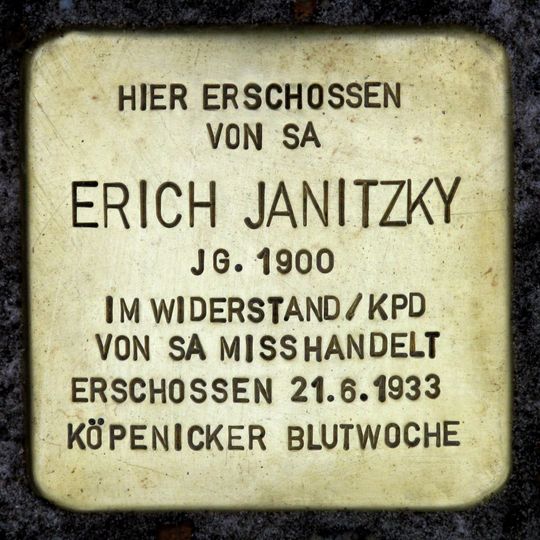 HIER ERSCHOSSEN
VON SA
ERICH JANITZKY
JG. 1900
IM WIDERSTAND/KPD
VON SA MISSHANDELT
ERSCHOSSEN 21.6.1933
KÖPENICKER BLUTWOCHE